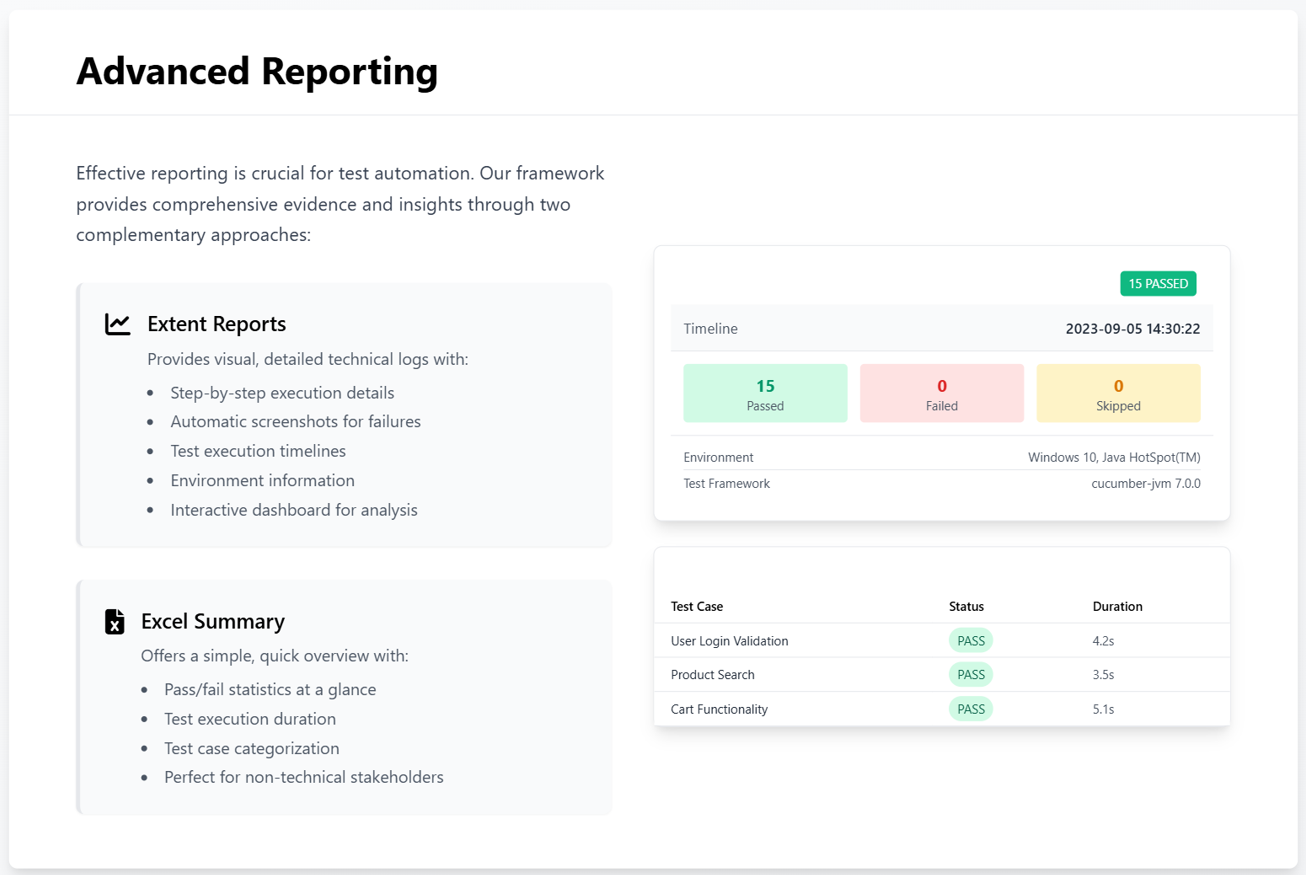 Advanced Reporting
Effective reporting is crucial for test automation. Our framework
provides comprehensive evidence and insights through two
complementary approaches:
Extent Reports
Provides visual, detailed technical logs with:
• Step-by-step execution details
• Automatic screenshots for failures
• Test execution timelines
• Environment information
• Interactive dashboard for analysis
Excel Summary
Offers a simple, quick overview with:
• Pass/fail statistics at a glance
• Test execution duration
• Test case categorization
• Perfect for non-technical stakeholders
15 PASSED
Timeline 2023-09-05 14:30:22
15 0 0
Passed Failed Skipped
Environment Windows 10, Java HotSpot(TM)
Test Framework cucumber-jvm 7.0.0
Test Case Status Duration
User Login Validation PASS 4.2s
Product Search PASS 3.5s
Cart Functionality PASS 5.1s